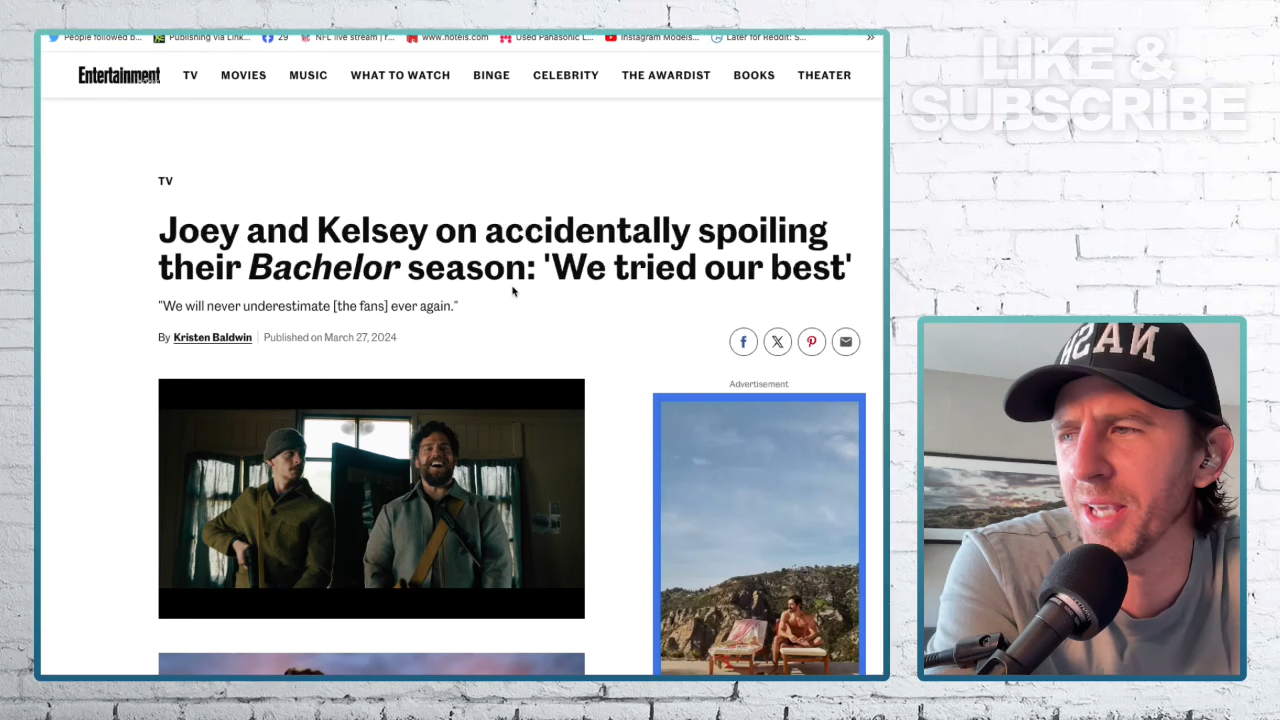 People followed b...
Publishing via Link...
29
NFL live stream | r...
www.hotels.com
Used Panasonic L...
Instagram Models...
Later for Reddit: S...
»
LIKE &
SUBSCRIBE
Entertainment
TV
MOVIES
MUSIC
WHAT TO WATCH
BINGE
CELEBRITY
THE AWARDIST
BOOKS
THEATER
TV
Joey and Kelsey on accidentally spoiling
their Bachelor season: 'We tried our best'
"We will never underestimate [the fans] ever again."
By Kristen Baldwin
Published on March 27, 2024
Advertisement
NASH